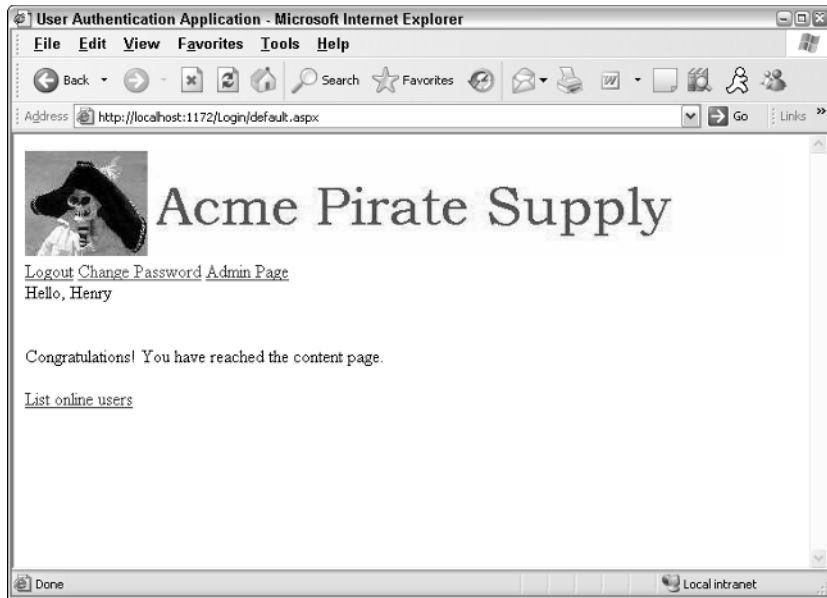 User Authentication Application - Microsoft Internet Explorer
File Edit View Favorites Tools Help
Back Search Favorites
Address http://localhost:1172/Login/default.aspx Go Links »
Acme Pirate Supply
Logout Change Password Admin Page
Hello, Henry
Congratulations! You have reached the content page.
List online users
Done Local intranet